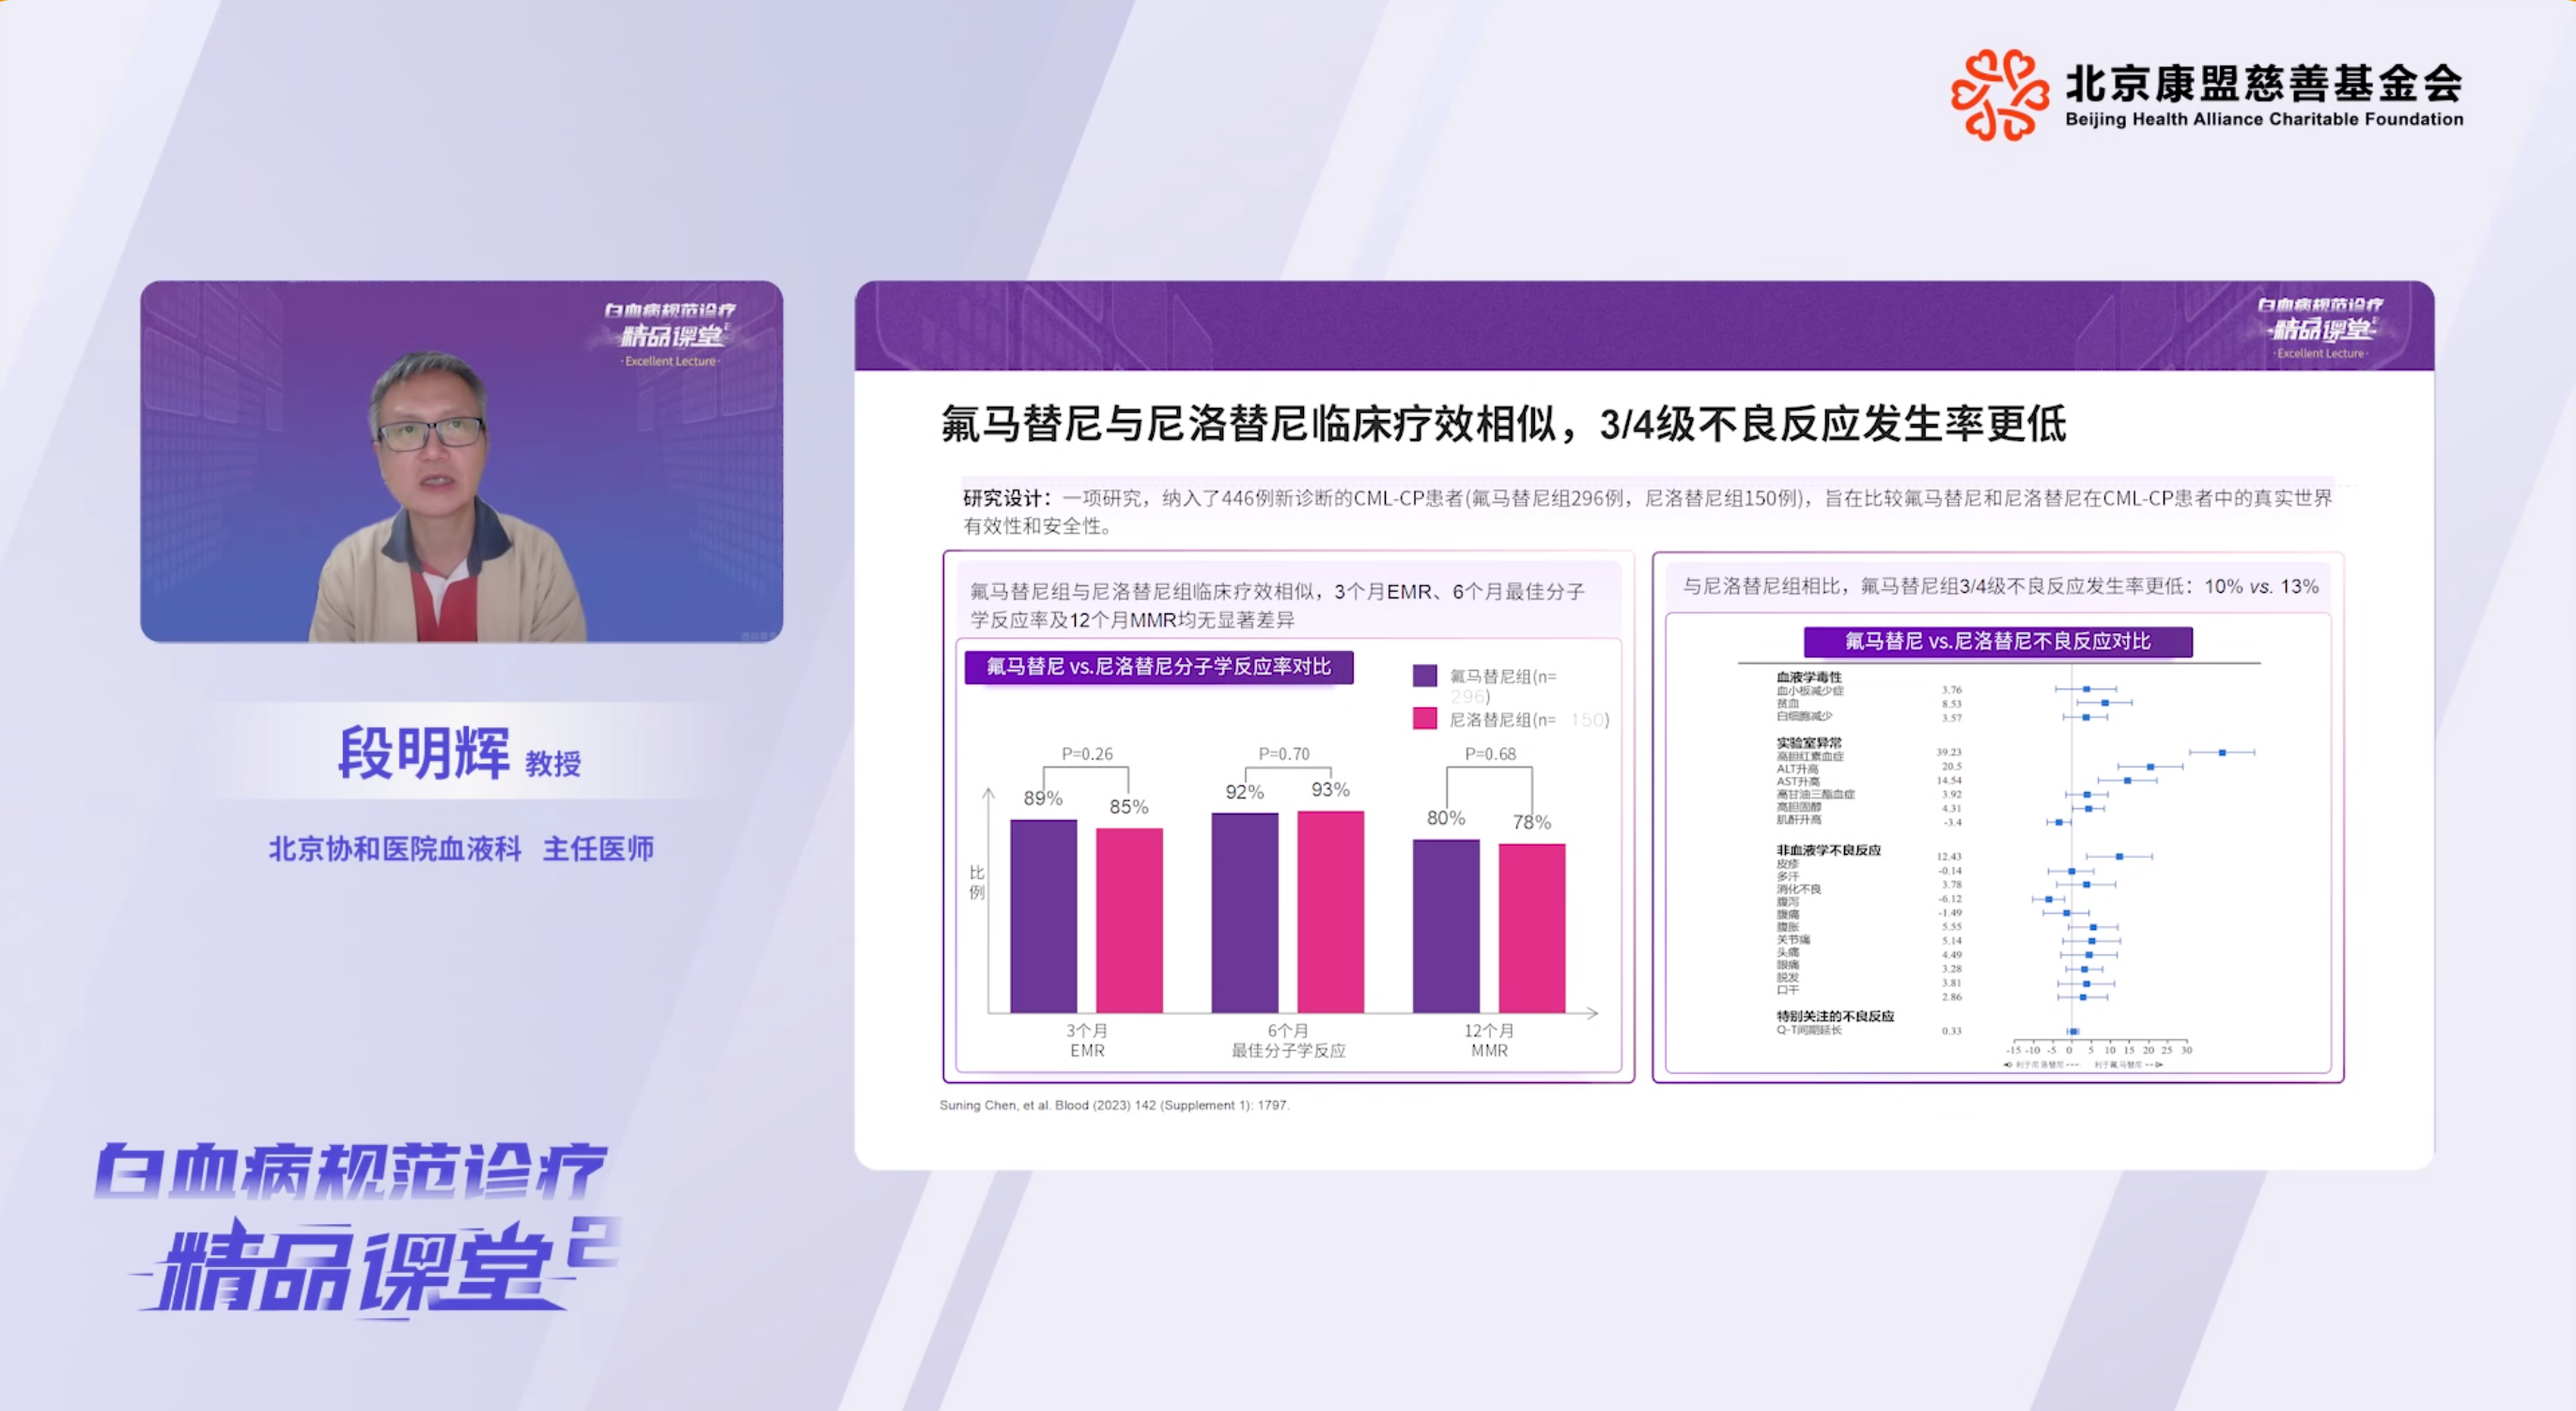 北京康盟慈善基金会
Beijing Health Alliance Charitable Foundation
白血病规范诊疗
精品课堂2
·Excellent Lecture·
段明辉 教授
北京协和医院血液科 主任医师
白血病规范诊疗
精品课堂2
白血病规范诊疗
精品课堂2
·Excellent Lecture·
氟马替尼与尼洛替尼临床疗效相似，3/4级不良反应发生率更低
研究设计：一项研究，纳入了446例新诊断的CML-CP患者(氟马替尼组296例，尼洛替尼组150例)，旨在比较氟马替尼和尼洛替尼在CML-CP患者中的真实世界
有效性和安全性。
氟马替尼组与尼洛替尼组临床疗效相似，3个月EMR、6个月最佳分子
学反应率及12个月MMR均无显著差异
氟马替尼 vs.尼洛替尼分子学反应率对比
氟马替尼组(n=
296)
尼洛替尼组(n= 150)
P=0.26
P=0.70
P=0.68
89%
85%
92%
93%
80%
78%
比
例
3个月
EMR
6个月
最佳分子学反应
12个月
MMR
与尼洛替尼组相比，氟马替尼组3/4级不良反应发生率更低：10% vs. 13%
氟马替尼 vs.尼洛替尼不良反应对比
血液学毒性
血小板减少症 3.76
贫血 8.53
白细胞减少 3.57
实验室异常
高胆红素血症 39.23
ALT升高 20.5
AST升高 14.54
高甘油三酯血症 3.92
高胆固醇 4.31
肌酐升高 -3.4
非血液学不良反应
皮疹 12.43
多汗 -0.14
消化不良 3.78
腹泻 -6.12
腹痛 -1.49
腹胀 5.55
关节痛 5.14
头痛 4.49
眼痛 3.28
脱发 3.81
口干 2.86
特别关注的不良反应
Q-T间期延长 0.33
-15 -10 -5 0 5 10 15 20 25 30
利于尼洛替尼 利于氟马替尼
Suning Chen, et al. Blood (2023) 142 (Supplement 1): 1797.